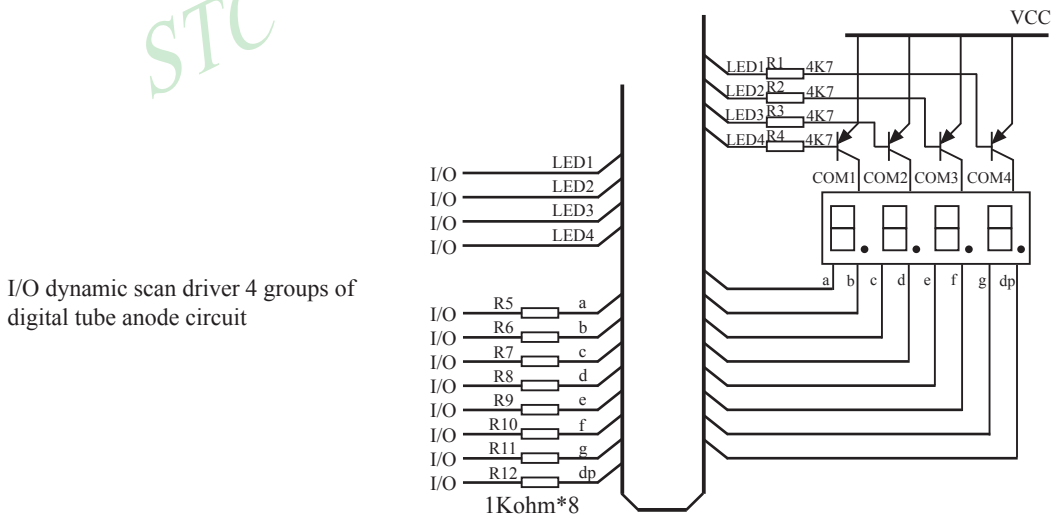 STC
VCC
LED1 R1 4K7
LED2 R2 4K7
LED3 R3 4K7
LED4 R4 4K7
COM1 COM2 COM3 COM4
a b c d e f g dp
I/O LED1
I/O LED2
I/O LED3
I/O LED4
I/O dynamic scan driver 4 groups of
digital tube anode circuit
I/O R5 a
I/O R6 b
I/O R7 c
I/O R8 d
I/O R9 e
I/O R10 f
I/O R11 g
I/O R12 dp
1Kohm*8